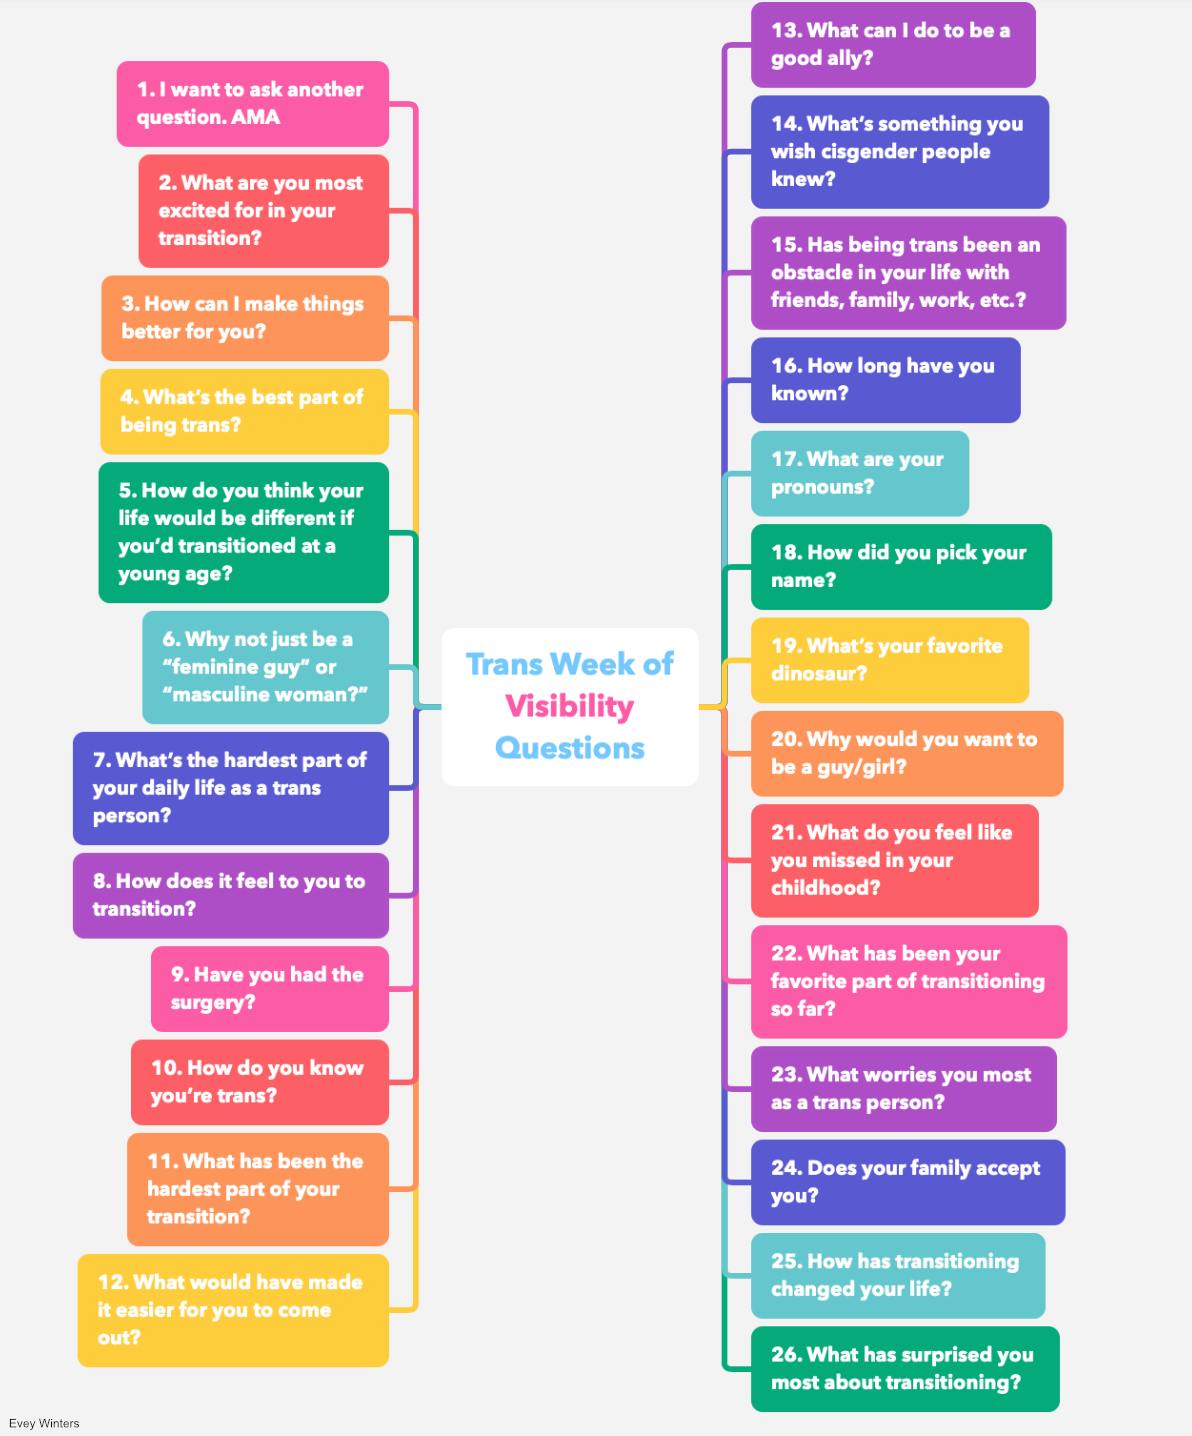 1. I want to ask another
question. AMA
2. What are you most
excited for in your
transition?
3. How can I make things
better for you?
4. What’s the best part of
being trans?
5. How do you think your
life would be different if
you’d transitioned at a
young age?
6. Why not just be a
“feminine guy” or
“masculine woman?”
7. What’s the hardest part of
your daily life as a trans
person?
8. How does it feel to you to
transition?
9. Have you had the
surgery?
10. How do you know
you’re trans?
11. What has been the
hardest part of your
transition?
12. What would have made
it easier for you to come
out?
Trans Week of
Visibility
Questions
13. What can I do to be a
good ally?
14. What’s something you
wish cisgender people
knew?
15. Has being trans been an
obstacle in your life with
friends, family, work, etc.?
16. How long have you
known?
17. What are your
pronouns?
18. How did you pick your
name?
19. What’s your favorite
dinosaur?
20. Why would you want to
be a guy/girl?
21. What do you feel like
you missed in your
childhood?
22. What has been your
favorite part of transitioning
so far?
23. What worries you most
as a trans person?
24. Does your family accept
you?
25. How has transitioning
changed your life?
26. What has surprised you
most about transitioning?
Evey Winters